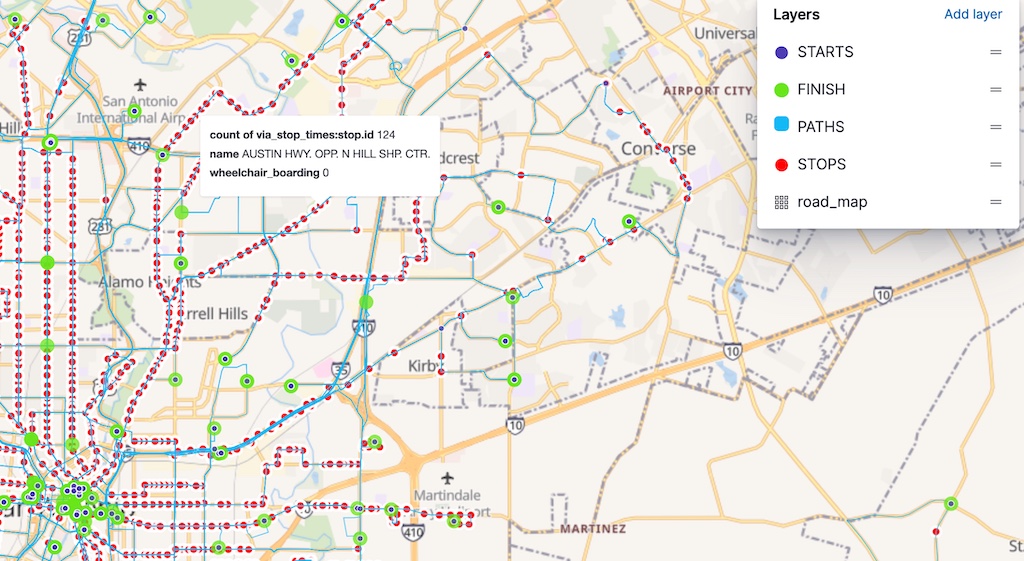 Layers
Add layer
STARTS
FINISH
PATHS
STOPS
road_map
count of via_stop_times:stop.id 124
name AUSTIN HWY. OPP. N HILL SHP. CTR.
wheelchair_boarding 0
281
San Antonio
International Airp
Hill
410
281
Alamo Heights
rrell Hills
dcrest
Universal
AIRPORT CITY
Converse
10
10
410
35
Kirby
10
Martindale
410
MARTINEZ
St